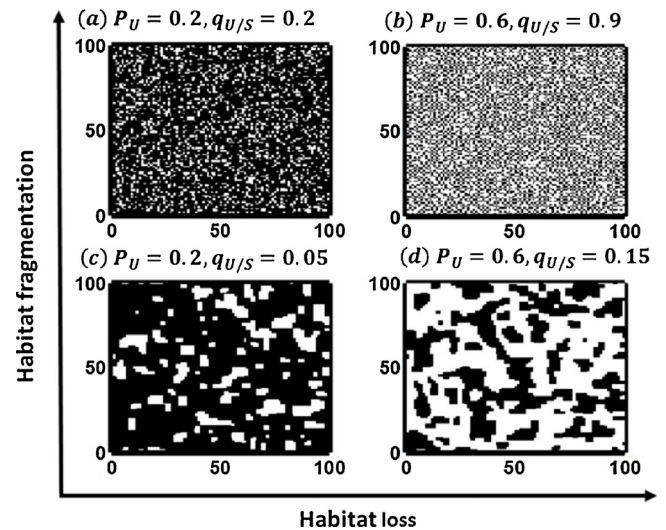 (a) P_U = 0.2, q_{U/S} = 0.2
(b) P_U = 0.6, q_{U/S} = 0.9
100
50
0
0 50 100
100
50
0
0 50 100
(c) P_U = 0.2, q_{U/S} = 0.05
(d) P_U = 0.6, q_{U/S} = 0.15
100
50
0
0 50 100
100
50
0
0 50 100
Habitat fragmentation
Habitat loss